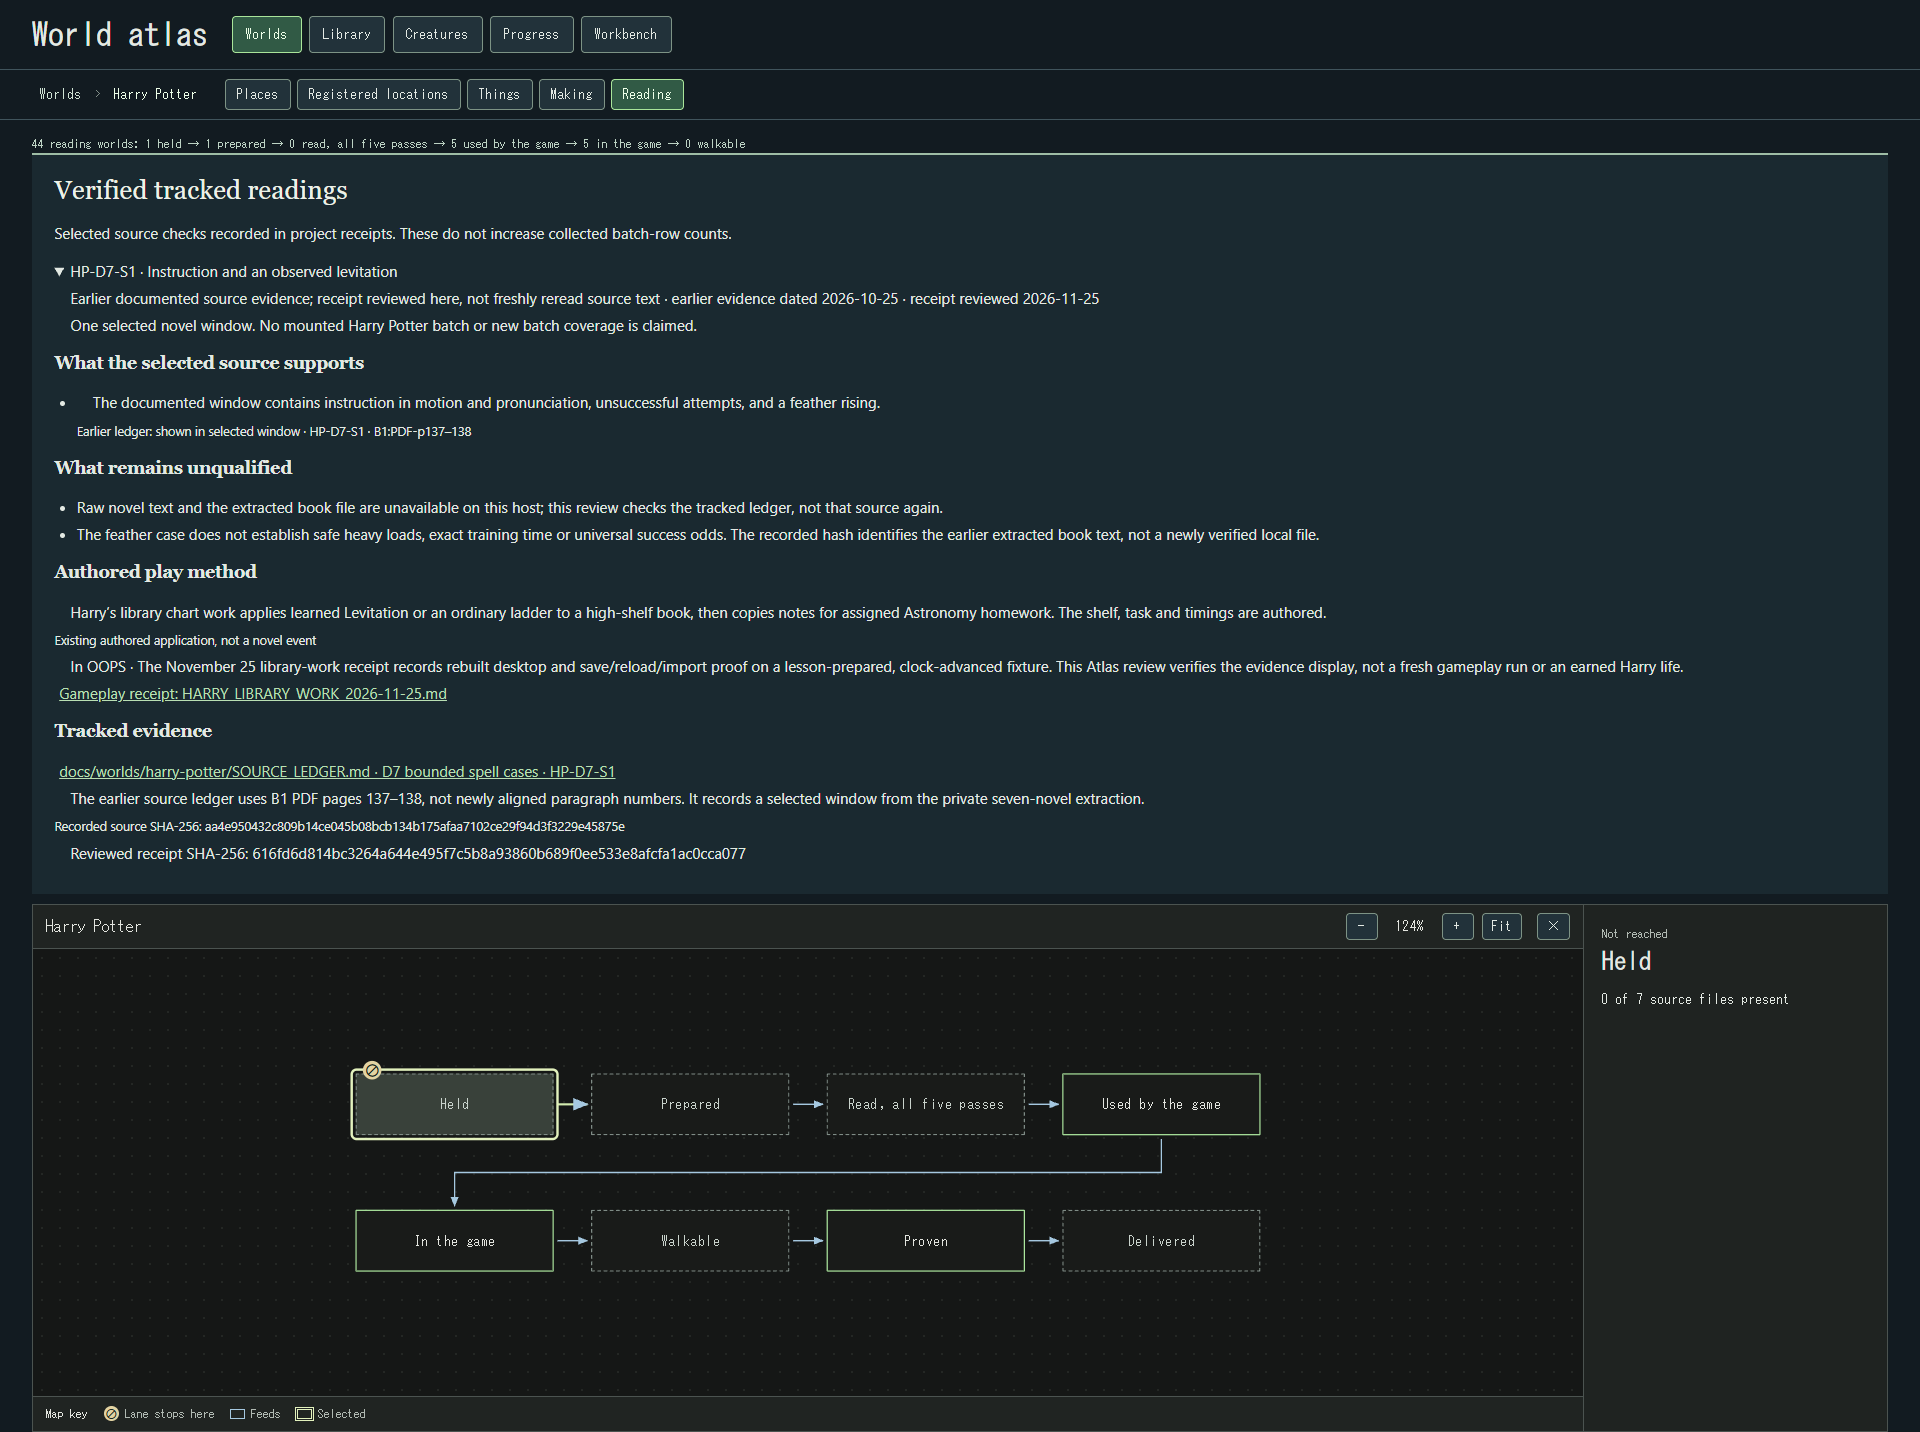 World atlas
Worlds
Library
Creatures
Progress
Workbench
Worlds > Harry Potter
Places
Registered locations
Things
Making
Reading
44 reading worlds: 1 held → 1 prepared → 0 read, all five passes → 5 used by the game → 5 in the game → 0 walkable
Verified tracked readings
Selected source checks recorded in project receipts. These do not increase collected batch-row counts.
▼ HP-D7-S1 · Instruction and an observed levitation
Earlier documented source evidence; receipt reviewed here, not freshly reread source text · earlier evidence dated 2026-10-25 · receipt reviewed 2026-11-25
One selected novel window. No mounted Harry Potter batch or new batch coverage is claimed.
What the selected source supports
• The documented window contains instruction in motion and pronunciation, unsuccessful attempts, and a feather rising.
Earlier ledger: shown in selected window · HP-D7-S1 · B1:PDF-p137–138
What remains unqualified
• Raw novel text and the extracted book file are unavailable on this host; this review checks the tracked ledger, not that source again.
• The feather case does not establish safe heavy loads, exact training time or universal success odds. The recorded hash identifies the earlier extracted book text, not a newly verified local file.
Authored play method
Harry's library chart work applies learned Levitation or an ordinary ladder to a high-shelf book, then copies notes for assigned Astronomy homework. The shelf, task and timings are authored.
Existing authored application, not a novel event
In OOPS · The November 25 library-work receipt records rebuilt desktop and save/reload/import proof on a lesson-prepared, clock-advanced fixture. This Atlas review verifies the evidence display, not a fresh gameplay run or an earned Harry life.
Gameplay receipt: HARRY_LIBRARY_WORK_2026-11-25.md
Tracked evidence
docs/worlds/harry-potter/SOURCE_LEDGER.md · D7 bounded spell cases · HP-D7-S1
The earlier source ledger uses B1 PDF pages 137–138, not newly aligned paragraph numbers. It records a selected window from the private seven-novel extraction.
Recorded source SHA-256: aa4e950432c809b14ce045b08bcb134b175afaa7102ce29f94d3f3229e45875e
Reviewed receipt SHA-256: 616fd6d814bc3264a644e495f7c5b8a93860b689f0ee533e8afcfa1ac0cca077
Harry Potter
-
124%
+
Fit
×
Not reached
Held
0 of 7 source files present
Held
Prepared
Read, all five passes
Used by the game
In the game
Walkable
Proven
Delivered
Map key
Lane stops here
Feeds
Selected